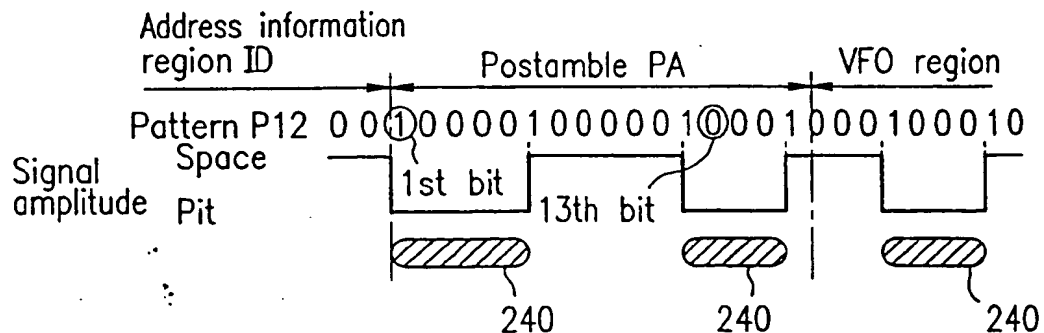 Address information
region ID
Postamble PA
VFO region
Pattern P12 0 0 1 0 0 0 0 1 0 0 0 0 0 1 0 0 0 1 0 0 0 1 0 0 0 1 0
Space
Signal
amplitude
Pit
1st bit
13th bit
240
240
240